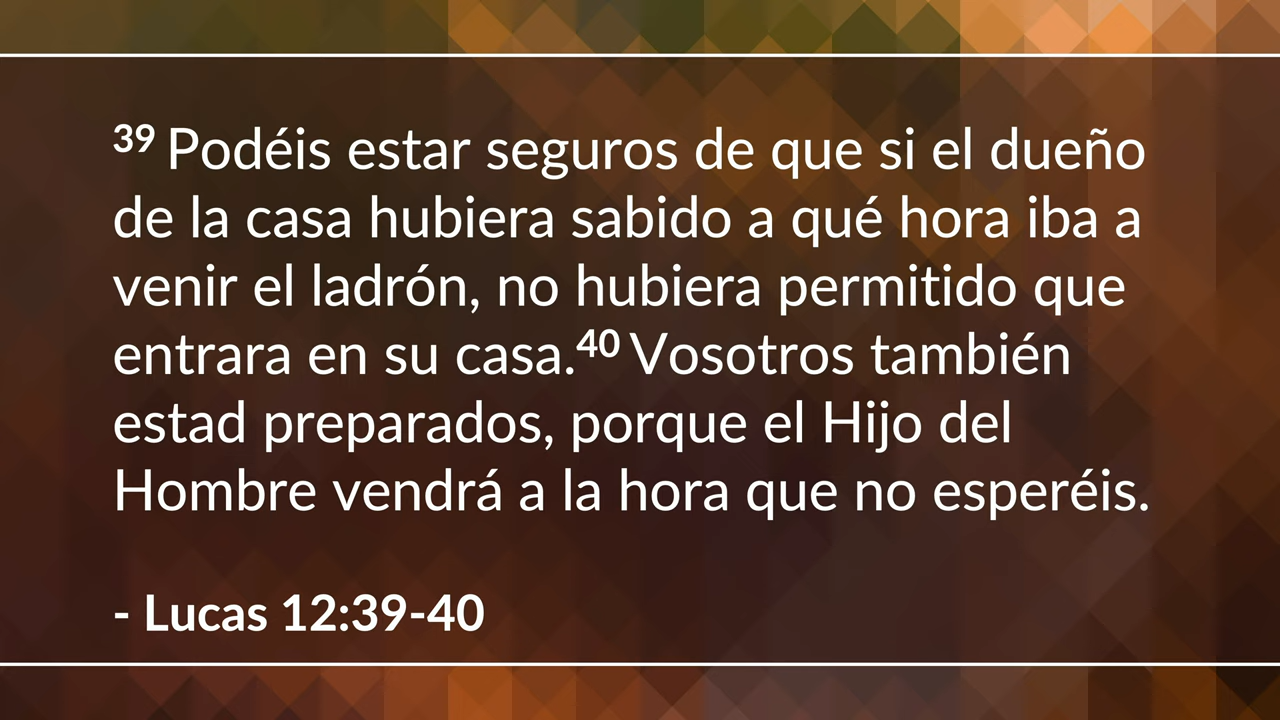 39 Podéis estar seguros de que si el dueño
de la casa hubiera sabido a qué hora iba a
venir el ladrón, no hubiera permitido que
entrara en su casa.40 Vosotros también
estad preparados, porque el Hijo del
Hombre vendrá a la hora que no esperéis.
- Lucas 12:39-40